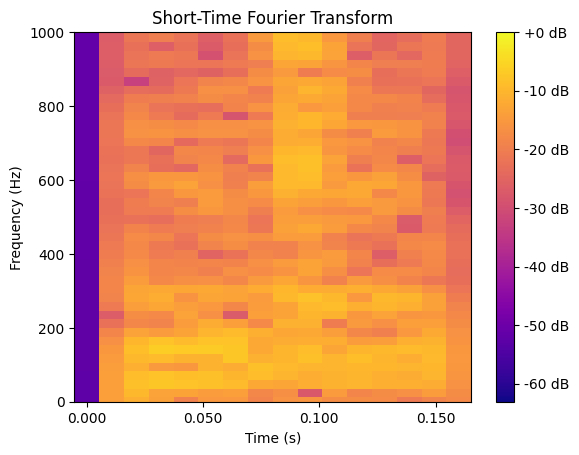 Short-Time Fourier Transform
1000
800
600
400
200
0
Frequency (Hz)
0.000
0.050
0.100
0.150
Time (s)
+0 dB
-10 dB
-20 dB
-30 dB
-40 dB
-50 dB
-60 dB